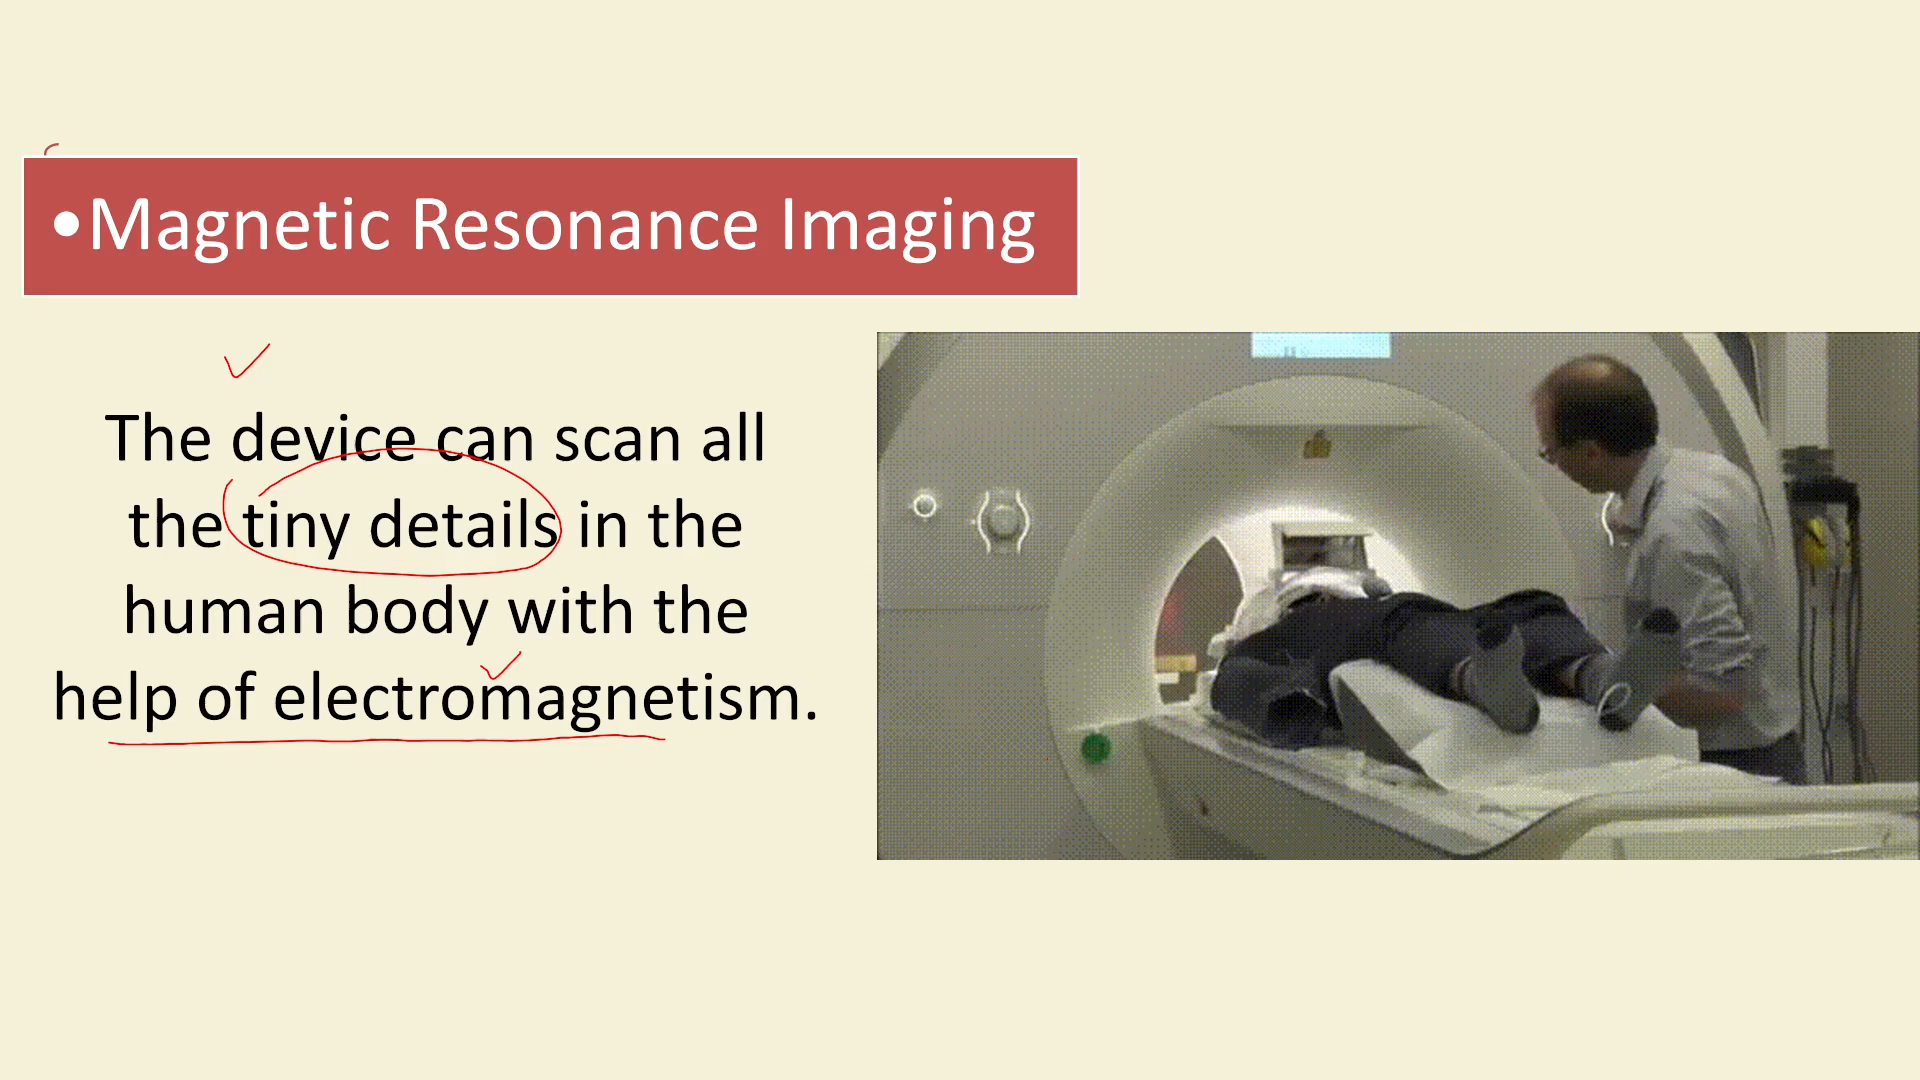 •Magnetic Resonance Imaging
The device can scan all
the tiny details in the
human body with the
help of electromagnetism.